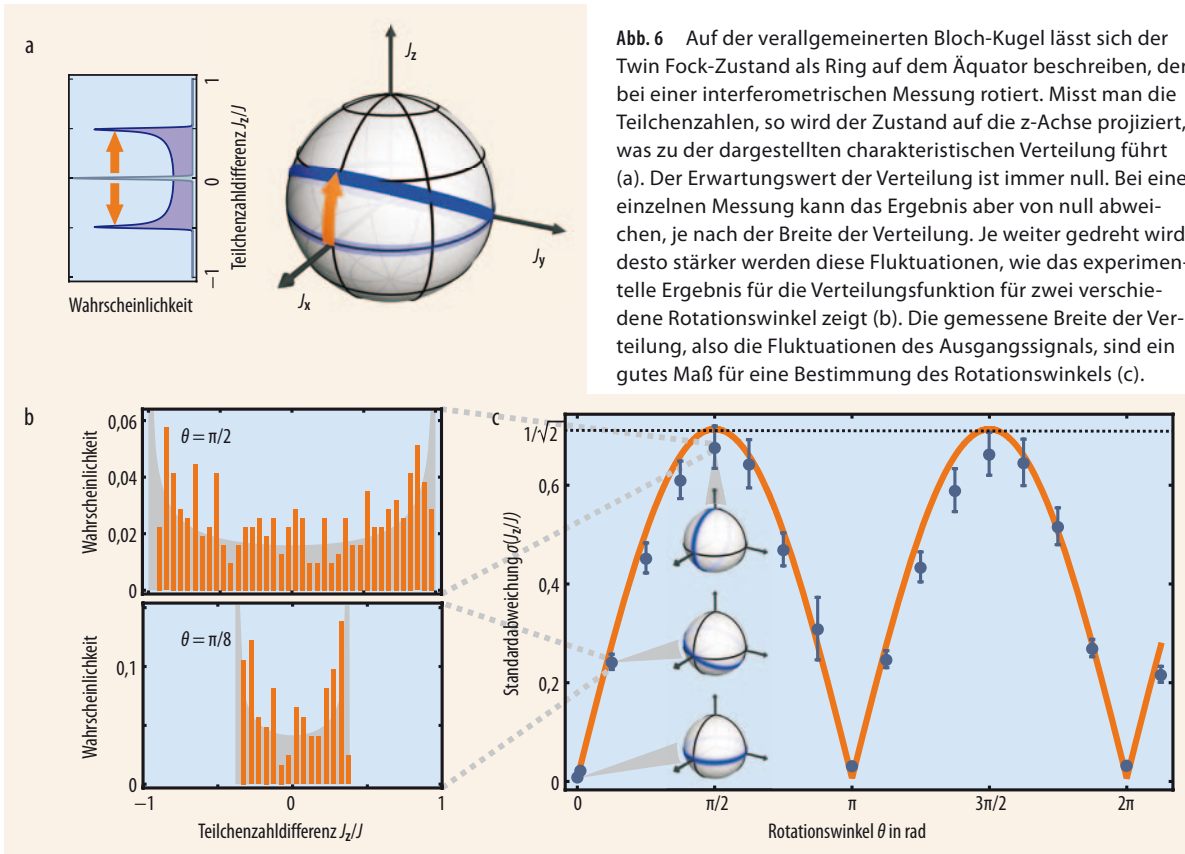 a
J_z
1
Teilchenzahldifferenz J_z/J
0
−1
Wahrscheinlichkeit
J_y
J_x
Abb. 6 Auf der verallgemeinerten Bloch-Kugel lässt sich der
Twin Fock-Zustand als Ring auf dem Äquator beschreiben, der
bei einer interferometrischen Messung rotiert. Misst man die
Teilchenzahlen, so wird der Zustand auf die z-Achse projiziert,
was zu der dargestellten charakteristischen Verteilung führt
(a). Der Erwartungswert der Verteilung ist immer null. Bei eine
einzelnen Messung kann das Ergebnis aber von null abwei-
chen, je nach der Breite der Verteilung. Je weiter gedreht wird
desto stärker werden diese Fluktuationen, wie das experimen-
telle Ergebnis für die Verteilungsfunktion für zwei verschie-
dene Rotationswinkel zeigt (b). Die gemessene Breite der Ver-
teilung, also die Fluktuationen des Ausgangssignals, sind ein
gutes Maß für eine Bestimmung des Rotationswinkels (c).
b
0,06
0,04
0,02
0
Wahrscheinlichkeit
θ = π/2
0,1
0
Wahrscheinlichkeit
θ = π/8
−1
0
1
Teilchenzahldifferenz J_z/J
c
1/√2
0,6
0,4
0,2
0
Standardabweichung σ(J_z/J)
0
π/2
π
3π/2
2π
Rotationswinkel θ in rad